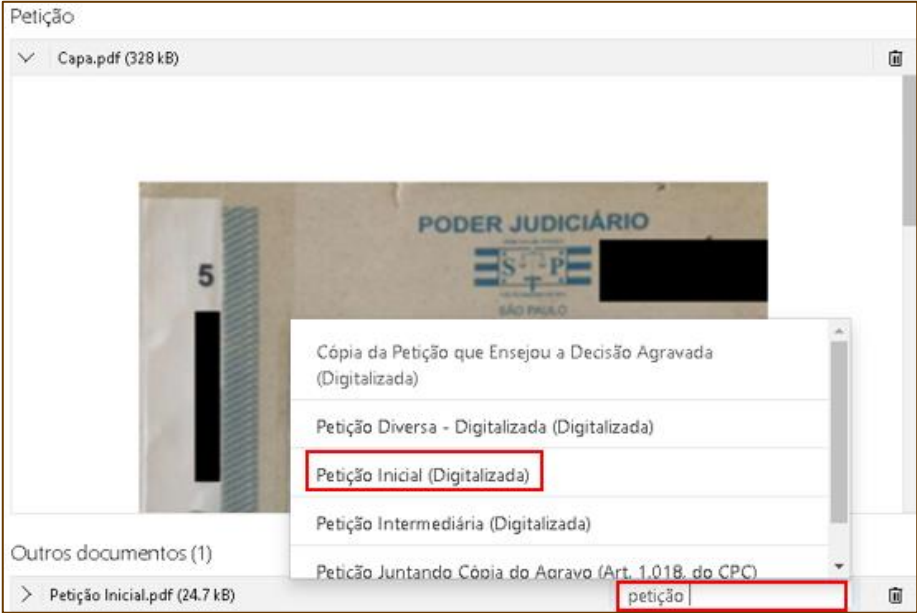 Petição
Capa.pdf (328 kB)
PODER JUDICIÁRIO
5
S P
SÃO PAULO
Cópia da Petição que Ensejou a Decisão Agravada
(Digitalizada)
Petição Diversa - Digitalizada (Digitalizada)
Petição Inicial (Digitalizada)
Petição Intermediária (Digitalizada)
Petição Juntando Cópia do Agravo (Art. 1.018, do CPC)
Outros documentos (1)
Petição Inicial.pdf (24.7 kB)
petição